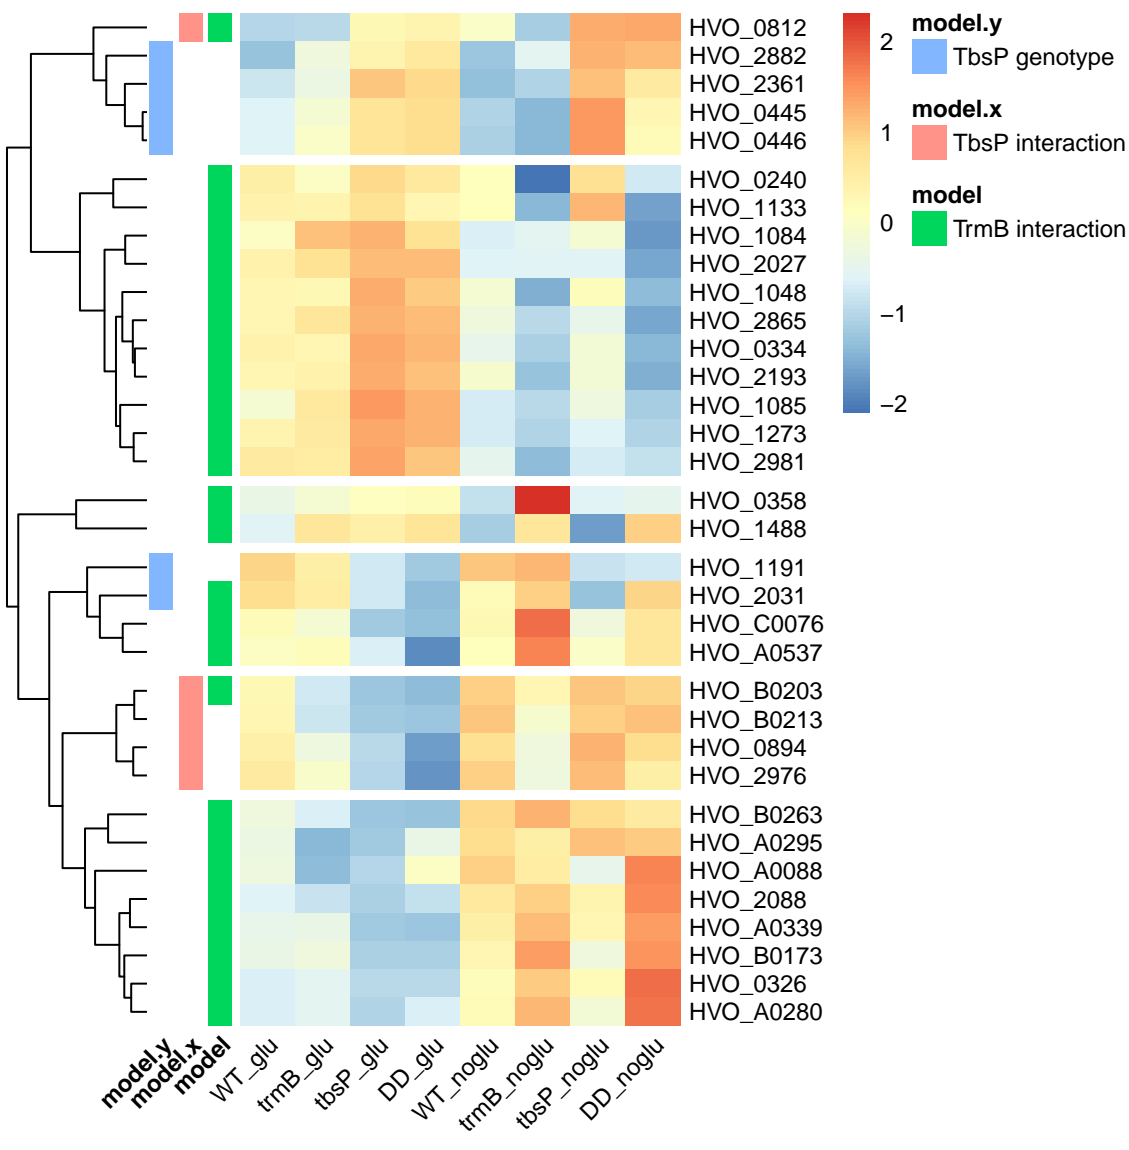 HVO_0812
HVO_2882
HVO_2361
HVO_0445
HVO_0446
HVO_0240
HVO_1133
HVO_1084
HVO_2027
HVO_1048
HVO_2865
HVO_0334
HVO_2193
HVO_1085
HVO_1273
HVO_2981
HVO_0358
HVO_1488
HVO_1191
HVO_2031
HVO_C0076
HVO_A0537
HVO_B0203
HVO_B0213
HVO_0894
HVO_2976
HVO_B0263
HVO_A0295
HVO_A0088
HVO_2088
HVO_A0339
HVO_B0173
HVO_0326
HVO_A0280
model.y
model.x
model
WT_glu
trmB_glu
tbsP_glu
DD_glu
WT_noglu
trmB_noglu
tbsP_noglu
DD_noglu
2
1
0
−1
−2
model.y
TbsP genotype
model.x
TbsP interaction
model
TrmB interaction